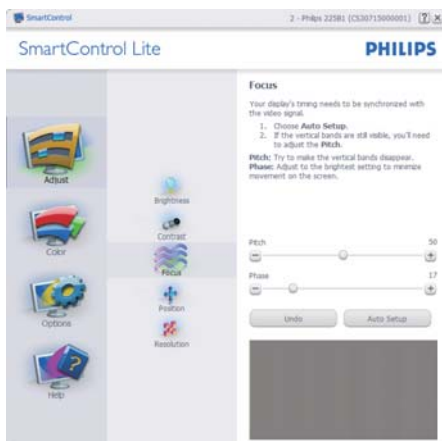 SmartControl
2 - Philips 225B1 (CS30715000001)
SmartControl Lite
PHILIPS
Adjust
Color
Options
Help
Brightness
Contrast
Focus
Position
Resolution
Focus
Your display's timing needs to be synchronized with
the video signal.
1. Choose Auto Setup.
2. If the vertical bands are still visible, you'll need
to adjust the Pitch.
Pitch: Try to make the vertical bands disappear.
Phase: Adjust to the brightest setting to minimize
movement on the screen.
Pitch 50
Phase 17
Undo
Auto Setup